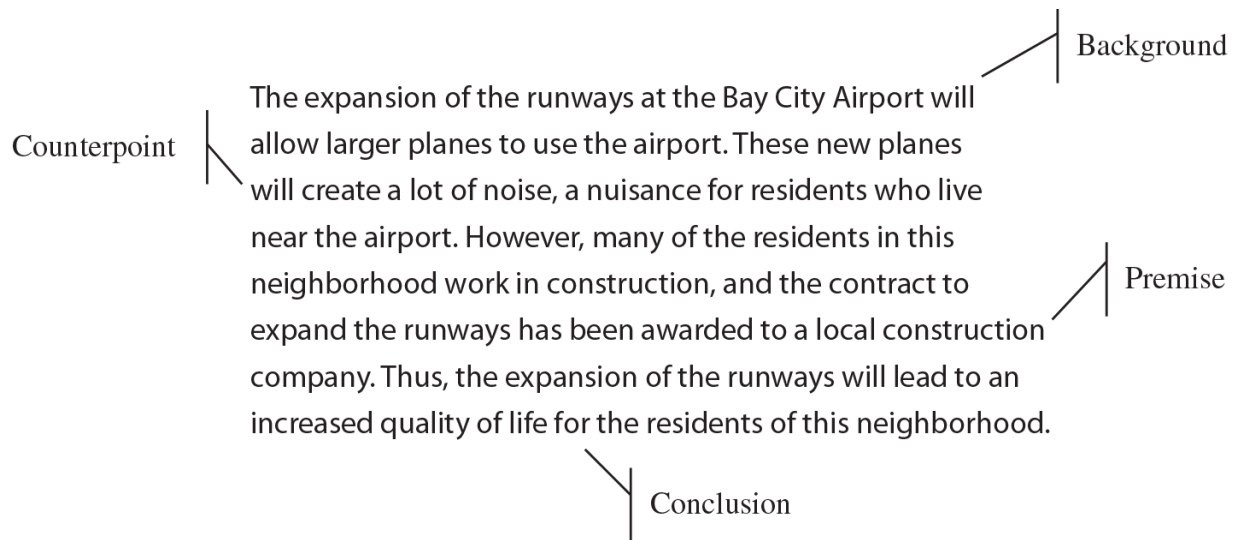 Background
The expansion of the runways at the Bay City Airport will
allow larger planes to use the airport. These new planes
Counterpoint
will create a lot of noise, a nuisance for residents who live
near the airport. However, many of the residents in this
neighborhood work in construction, and the contract to
Premise
expand the runways has been awarded to a local construction
company. Thus, the expansion of the runways will lead to an
increased quality of life for the residents of this neighborhood.
Conclusion